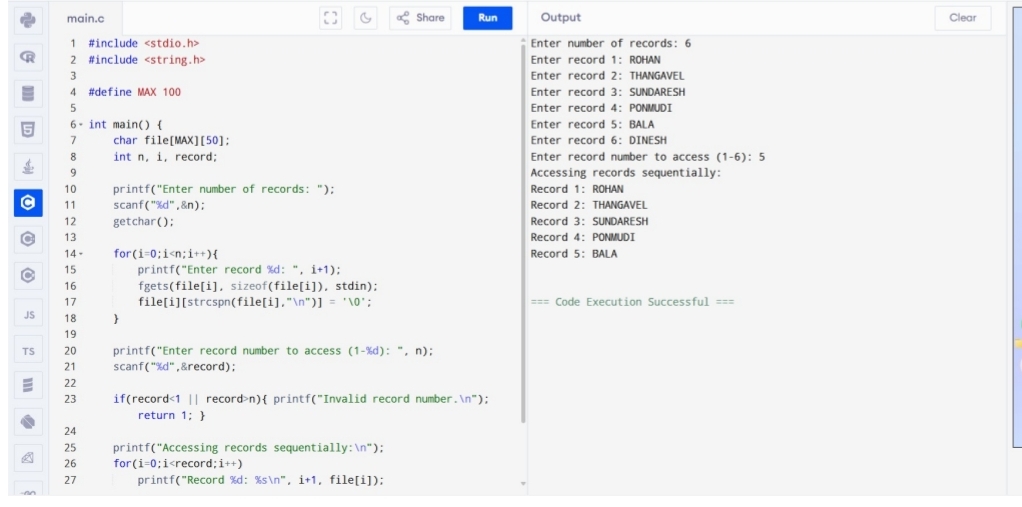 main.c
Share
Run
Output
Clear
1 #include <stdio.h>
2 #include <string.h>
3
4 #define MAX 100
5
6 int main() {
7     char file[MAX][50];
8     int n, i, record;
9
10     printf("Enter number of records: ");
11     scanf("%d",&n);
12     getchar();
13
14     for(i=0;i<n;i++){
15         printf("Enter record %d: ", i+1);
16         fgets(file[i], sizeof(file[i]), stdin);
17         file[i][strcspn(file[i],"\n")] = '\0';
18     }
19
20     printf("Enter record number to access (1-%d): ", n);
21     scanf("%d",&record);
22
23     if(record<1 || record>n){ printf("Invalid record number.\n");
        return 1; }
24
25     printf("Accessing records sequentially:\n");
26     for(i=0;i<record;i++)
27         printf("Record %d: %s\n", i+1, file[i]);
Enter number of records: 6
Enter record 1: ROHAN
Enter record 2: THANGAVEL
Enter record 3: SUNDARESH
Enter record 4: PONMUDI
Enter record 5: BALA
Enter record 6: DINESH
Enter record number to access (1-6): 5
Accessing records sequentially:
Record 1: ROHAN
Record 2: THANGAVEL
Record 3: SUNDARESH
Record 4: PONMUDI
Record 5: BALA
=== Code Execution Successful ===
JS
TS